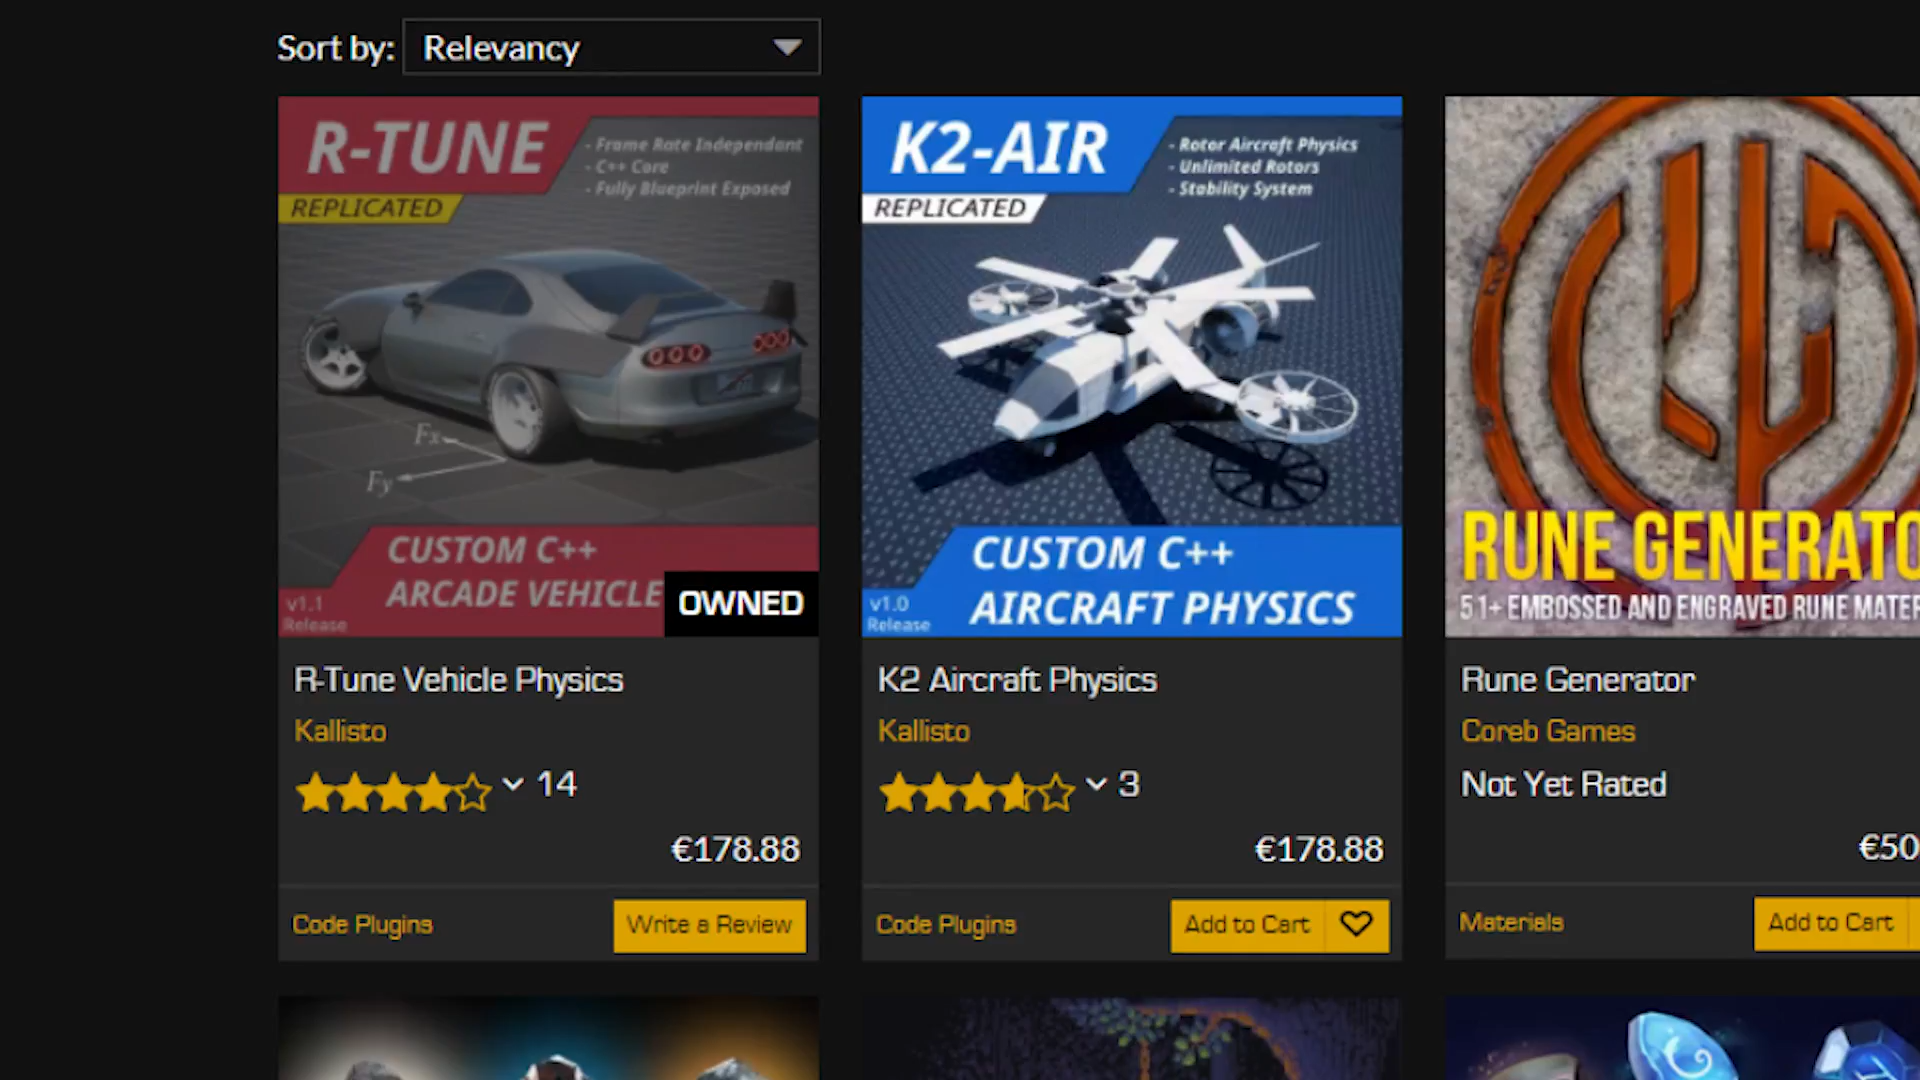 Sort by: Relevancy
R-TUNE
- Frame Rate Independant
- C++ Core
- Fully Blueprint Exposed
REPLICATED
Fx
Fy
CUSTOM C++
ARCADE VEHICLE
v1.1
Release
OWNED
R-Tune Vehicle Physics
Kallisto
14
€178.88
Code Plugins
Write a Review
K2-AIR
- Rotor Aircraft Physics
- Unlimited Rotors
- Stability System
REPLICATED
CUSTOM C++
AIRCRAFT PHYSICS
v1.0
Release
K2 Aircraft Physics
Kallisto
3
€178.88
Code Plugins
Add to Cart
RUNE GENERATO
51+ EMBOSSED AND ENGRAVED RUNE MATER
Rune Generator
Coreb Games
Not Yet Rated
€50
Materials
Add to Cart